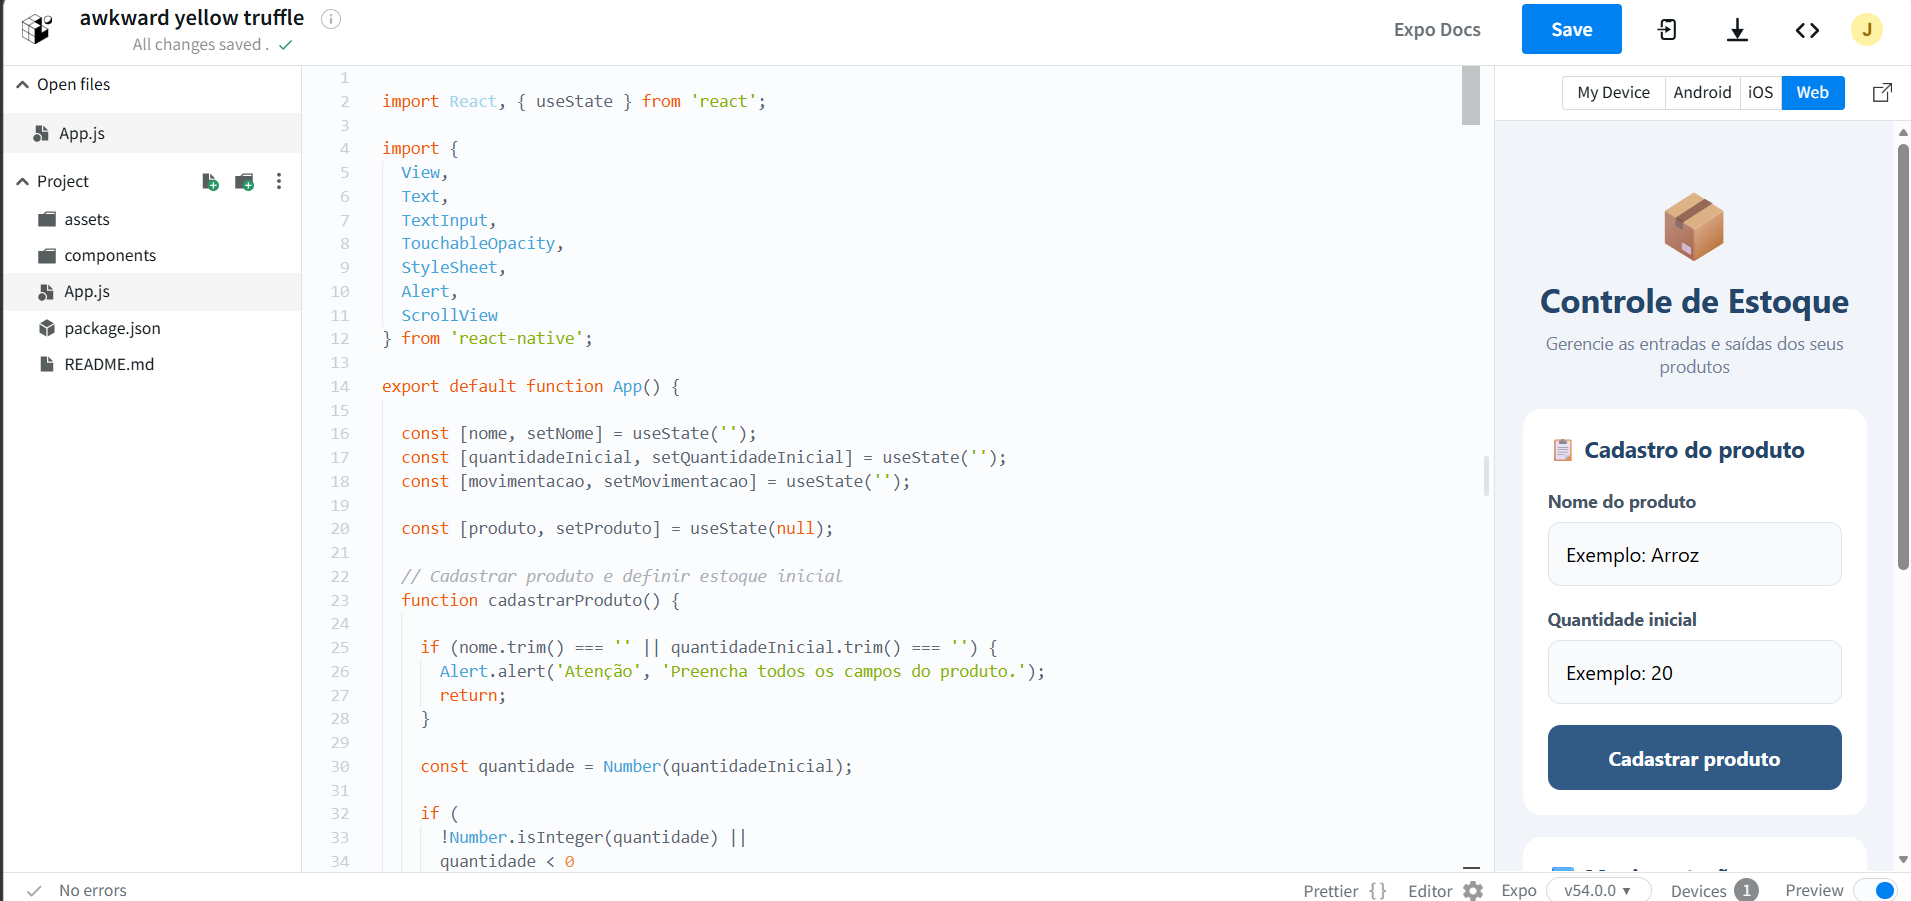 awkward yellow truffle
All changes saved .
Expo Docs
Save
J
Open files
App.js
Project
assets
components
App.js
package.json
README.md
1
2 import React, { useState } from 'react';
3
4 import {
5 View,
6 Text,
7 TextInput,
8 TouchableOpacity,
9 StyleSheet,
10 Alert,
11 ScrollView
12 } from 'react-native';
13
14 export default function App() {
15
16 const [nome, setNome] = useState('');
17 const [quantidadeInicial, setQuantidadeInicial] = useState('');
18 const [movimentacao, setMovimentacao] = useState('');
19
20 const [produto, setProduto] = useState(null);
21
22 // Cadastrar produto e definir estoque inicial
23 function cadastrarProduto() {
24
25 if (nome.trim() === '' || quantidadeInicial.trim() === '') {
26 Alert.alert('Atenção', 'Preencha todos os campos do produto.');
27 return;
28 }
29
30 const quantidade = Number(quantidadeInicial);
31
32 if (
33 !Number.isInteger(quantidade) ||
34 quantidade < 0
My Device Android iOS Web
Controle de Estoque
Gerencie as entradas e saídas dos seus
produtos
Cadastro do produto
Nome do produto
Exemplo: Arroz
Quantidade inicial
Exemplo: 20
Cadastrar produto
No errors
Prettier {} Editor Expo v54.0.0 Devices 1 Preview